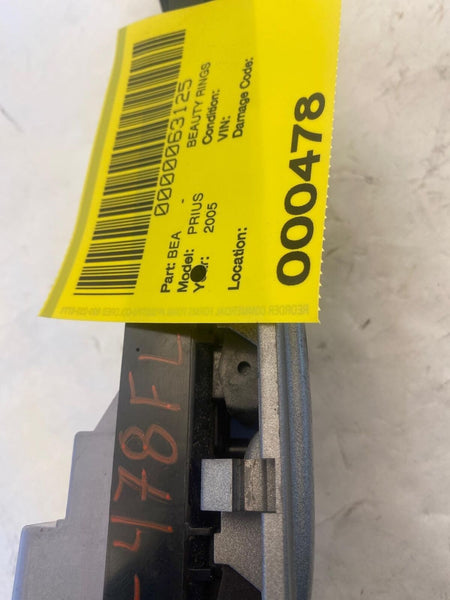 0000063125
Part: BEA - BEAUTY RINGS
Model: PRIUS Condition:
Year: 2005 VIN:
Damage Code:
Location:
000478
-478FL